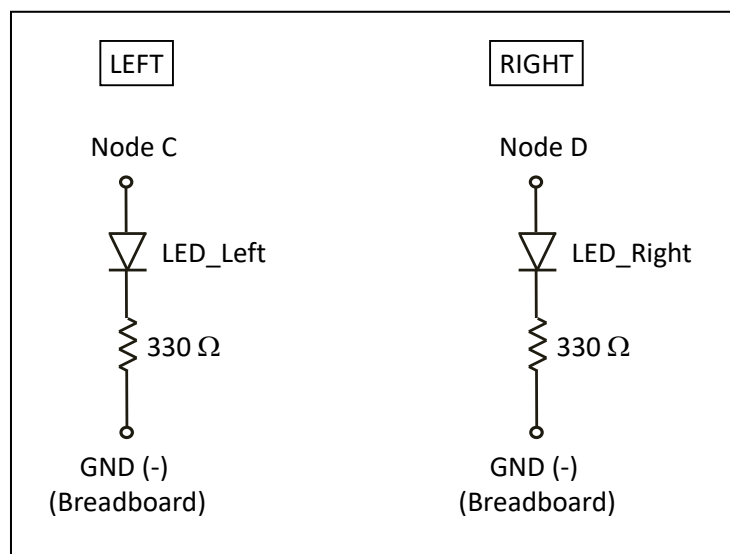 LEFT
RIGHT
Node C
Node D
LED_Left
LED_Right
330 Ω
330 Ω
GND (-)
(Breadboard)
GND (-)
(Breadboard)